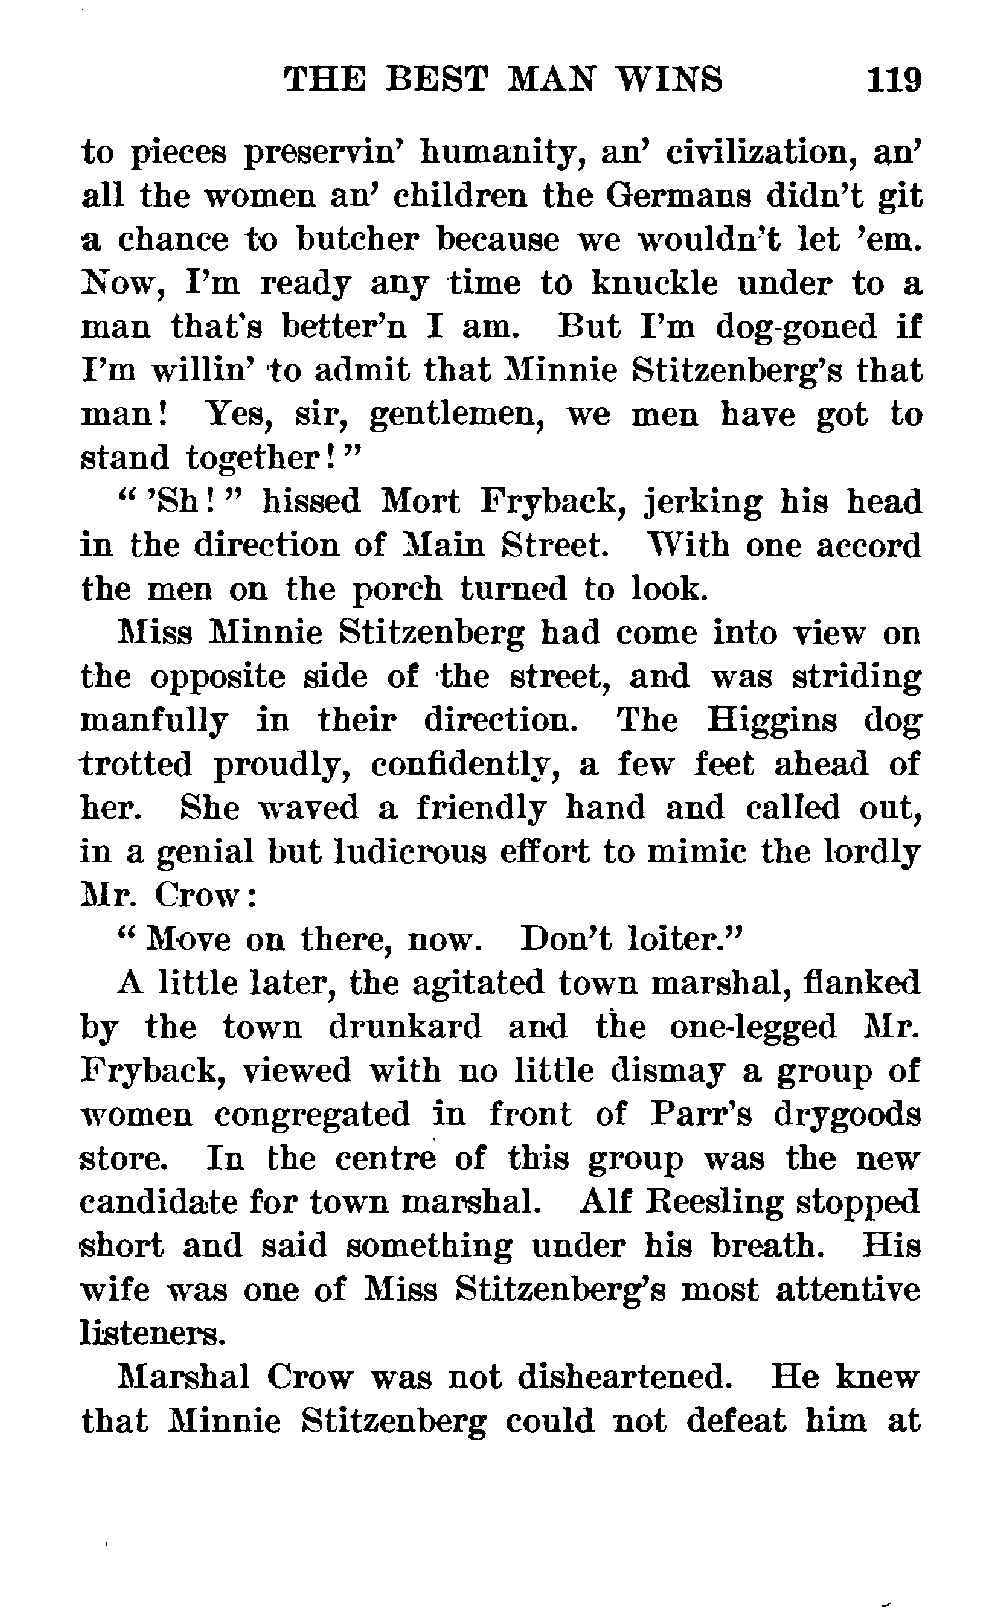 THE BEST MAN WINS 119
to pieces preservin' humanity, an' civilization, an'
all the women an' children the Germans didn't git
a chance to butcher because we wouldn't let 'em.
Now, I'm ready any time to knuckle under to a
man that's better'n I am. But I'm dog-goned if
I'm willin' to admit that Minnie Stitzenberg's that
man! Yes, sir, gentlemen, we men have got to
stand together!"
"'Sh!" hissed Mort Fryback, jerking his head
in the direction of Main Street. With one accord
the men on the porch turned to look.
Miss Minnie Stitzenberg had come into view on
the opposite side of the street, and was striding
manfully in their direction. The Higgins dog
trotted proudly, confidently, a few feet ahead of
her. She waved a friendly hand and called out,
in a genial but ludicrous effort to mimic the lordly
Mr. Crow:
"Move on there, now. Don't loiter."
A little later, the agitated town marshal, flanked
by the town drunkard and the one-legged Mr.
Fryback, viewed with no little dismay a group of
women congregated in front of Parr's drygoods
store. In the centre of this group was the new
candidate for town marshal. Alf Reesling stopped
short and said something under his breath. His
wife was one of Miss Stitzenberg's most attentive
listeners.
Marshal Crow was not disheartened. He knew
that Minnie Stitzenberg could not defeat him at